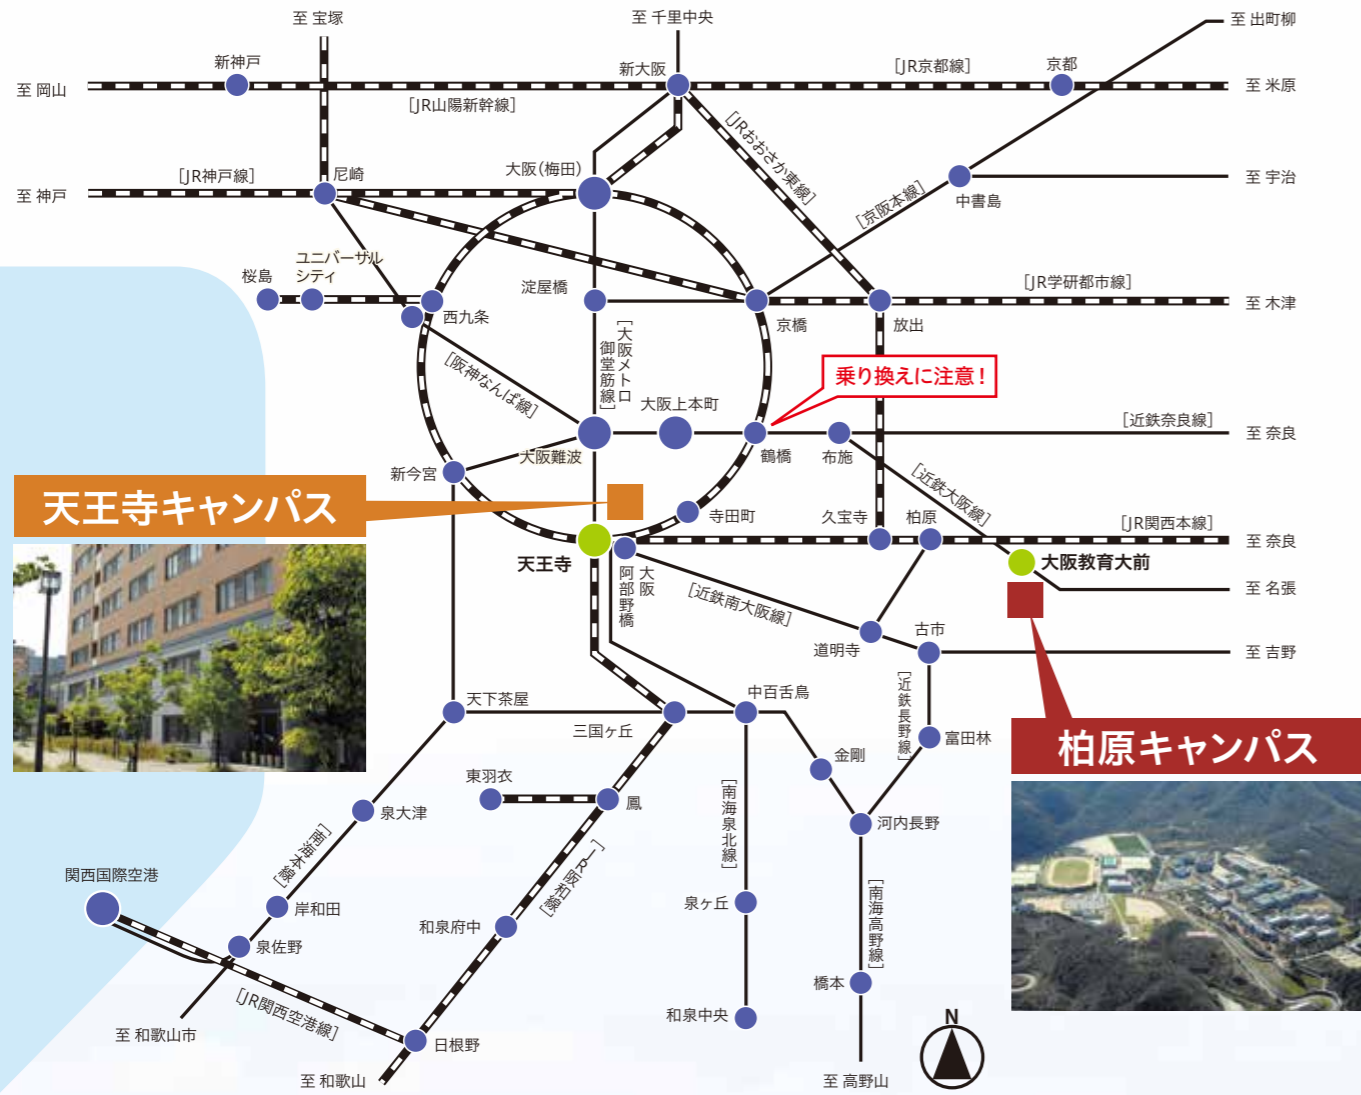 至 宝塚
至 千里中央
至 出町柳
新神戸
新大阪
［JR京都線］
京都
至 岡山
至 米原
［JR山陽新幹線］
［JRおおさか東線］
［JR神戸線］
尼崎
大阪(梅田)
至 神戸
至 宇治
中書島
［京阪本線］
桜島
ユニバーサル
シティ
西九条
淀屋橋
京橋
放出
［JR学研都市線］
至 木津
［大阪メトロ
御堂筋線］
［阪神なんば線］
乗り換えに注意！
大阪上本町
［近鉄奈良線］
至 奈良
大阪難波
鶴橋
布施
新今宮
［近鉄大阪線］
天王寺キャンパス
寺田町
久宝寺
柏原
［JR関西本線］
至 奈良
天王寺
大阪
阿部野橋
大阪教育大前
至 名張
［近鉄南大阪線］
道明寺
古市
至 吉野
［近鉄長野線］
天下茶屋
三国ヶ丘
中百舌鳥
富田林
金剛
柏原キャンパス
東羽衣
鳳
泉大津
［南海本線］
［JR阪和線］
［南海泉北線］
河内長野
関西国際空港
岸和田
和泉府中
泉ヶ丘
［南海高野線］
泉佐野
橋本
［JR関西空港線］
和泉中央
至 和歌山市
日根野
N
至 和歌山
至 高野山